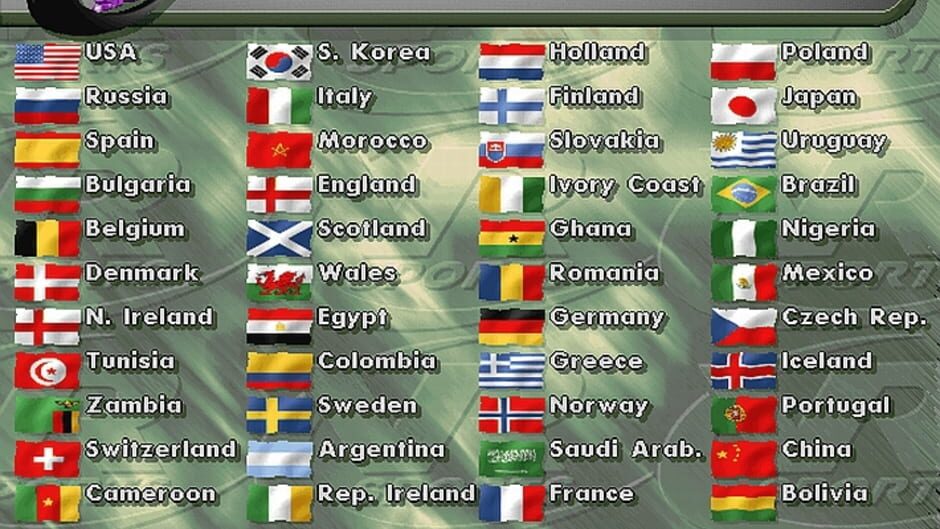 USA
S. Korea
Holland
Poland
Russia
Italy
Finland
Japan
Spain
Morocco
Slovakia
Uruguay
Bulgaria
England
Ivory Coast
Brazil
Belgium
Scotland
Ghana
Nigeria
Denmark
Wales
Romania
Mexico
N. Ireland
Egypt
Germany
Czech Rep.
Tunisia
Colombia
Greece
Iceland
Zambia
Sweden
Norway
Portugal
Switzerland
Argentina
Saudi Arab.
China
Cameroon
Rep. Ireland
France
Bolivia